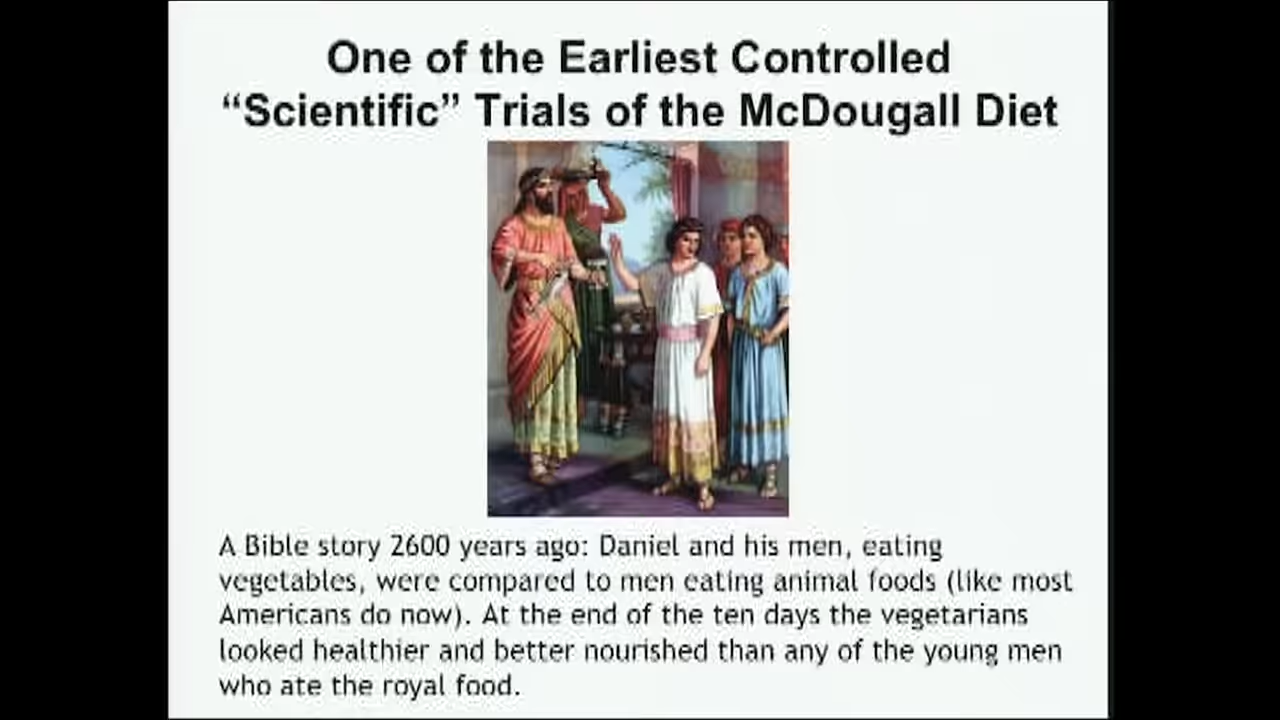 One of the Earliest Controlled
“Scientific” Trials of the McDougall Diet
A Bible story 2600 years ago: Daniel and his men, eating
vegetables, were compared to men eating animal foods (like most
Americans do now). At the end of the ten days the vegetarians
looked healthier and better nourished than any of the young men
who ate the royal food.